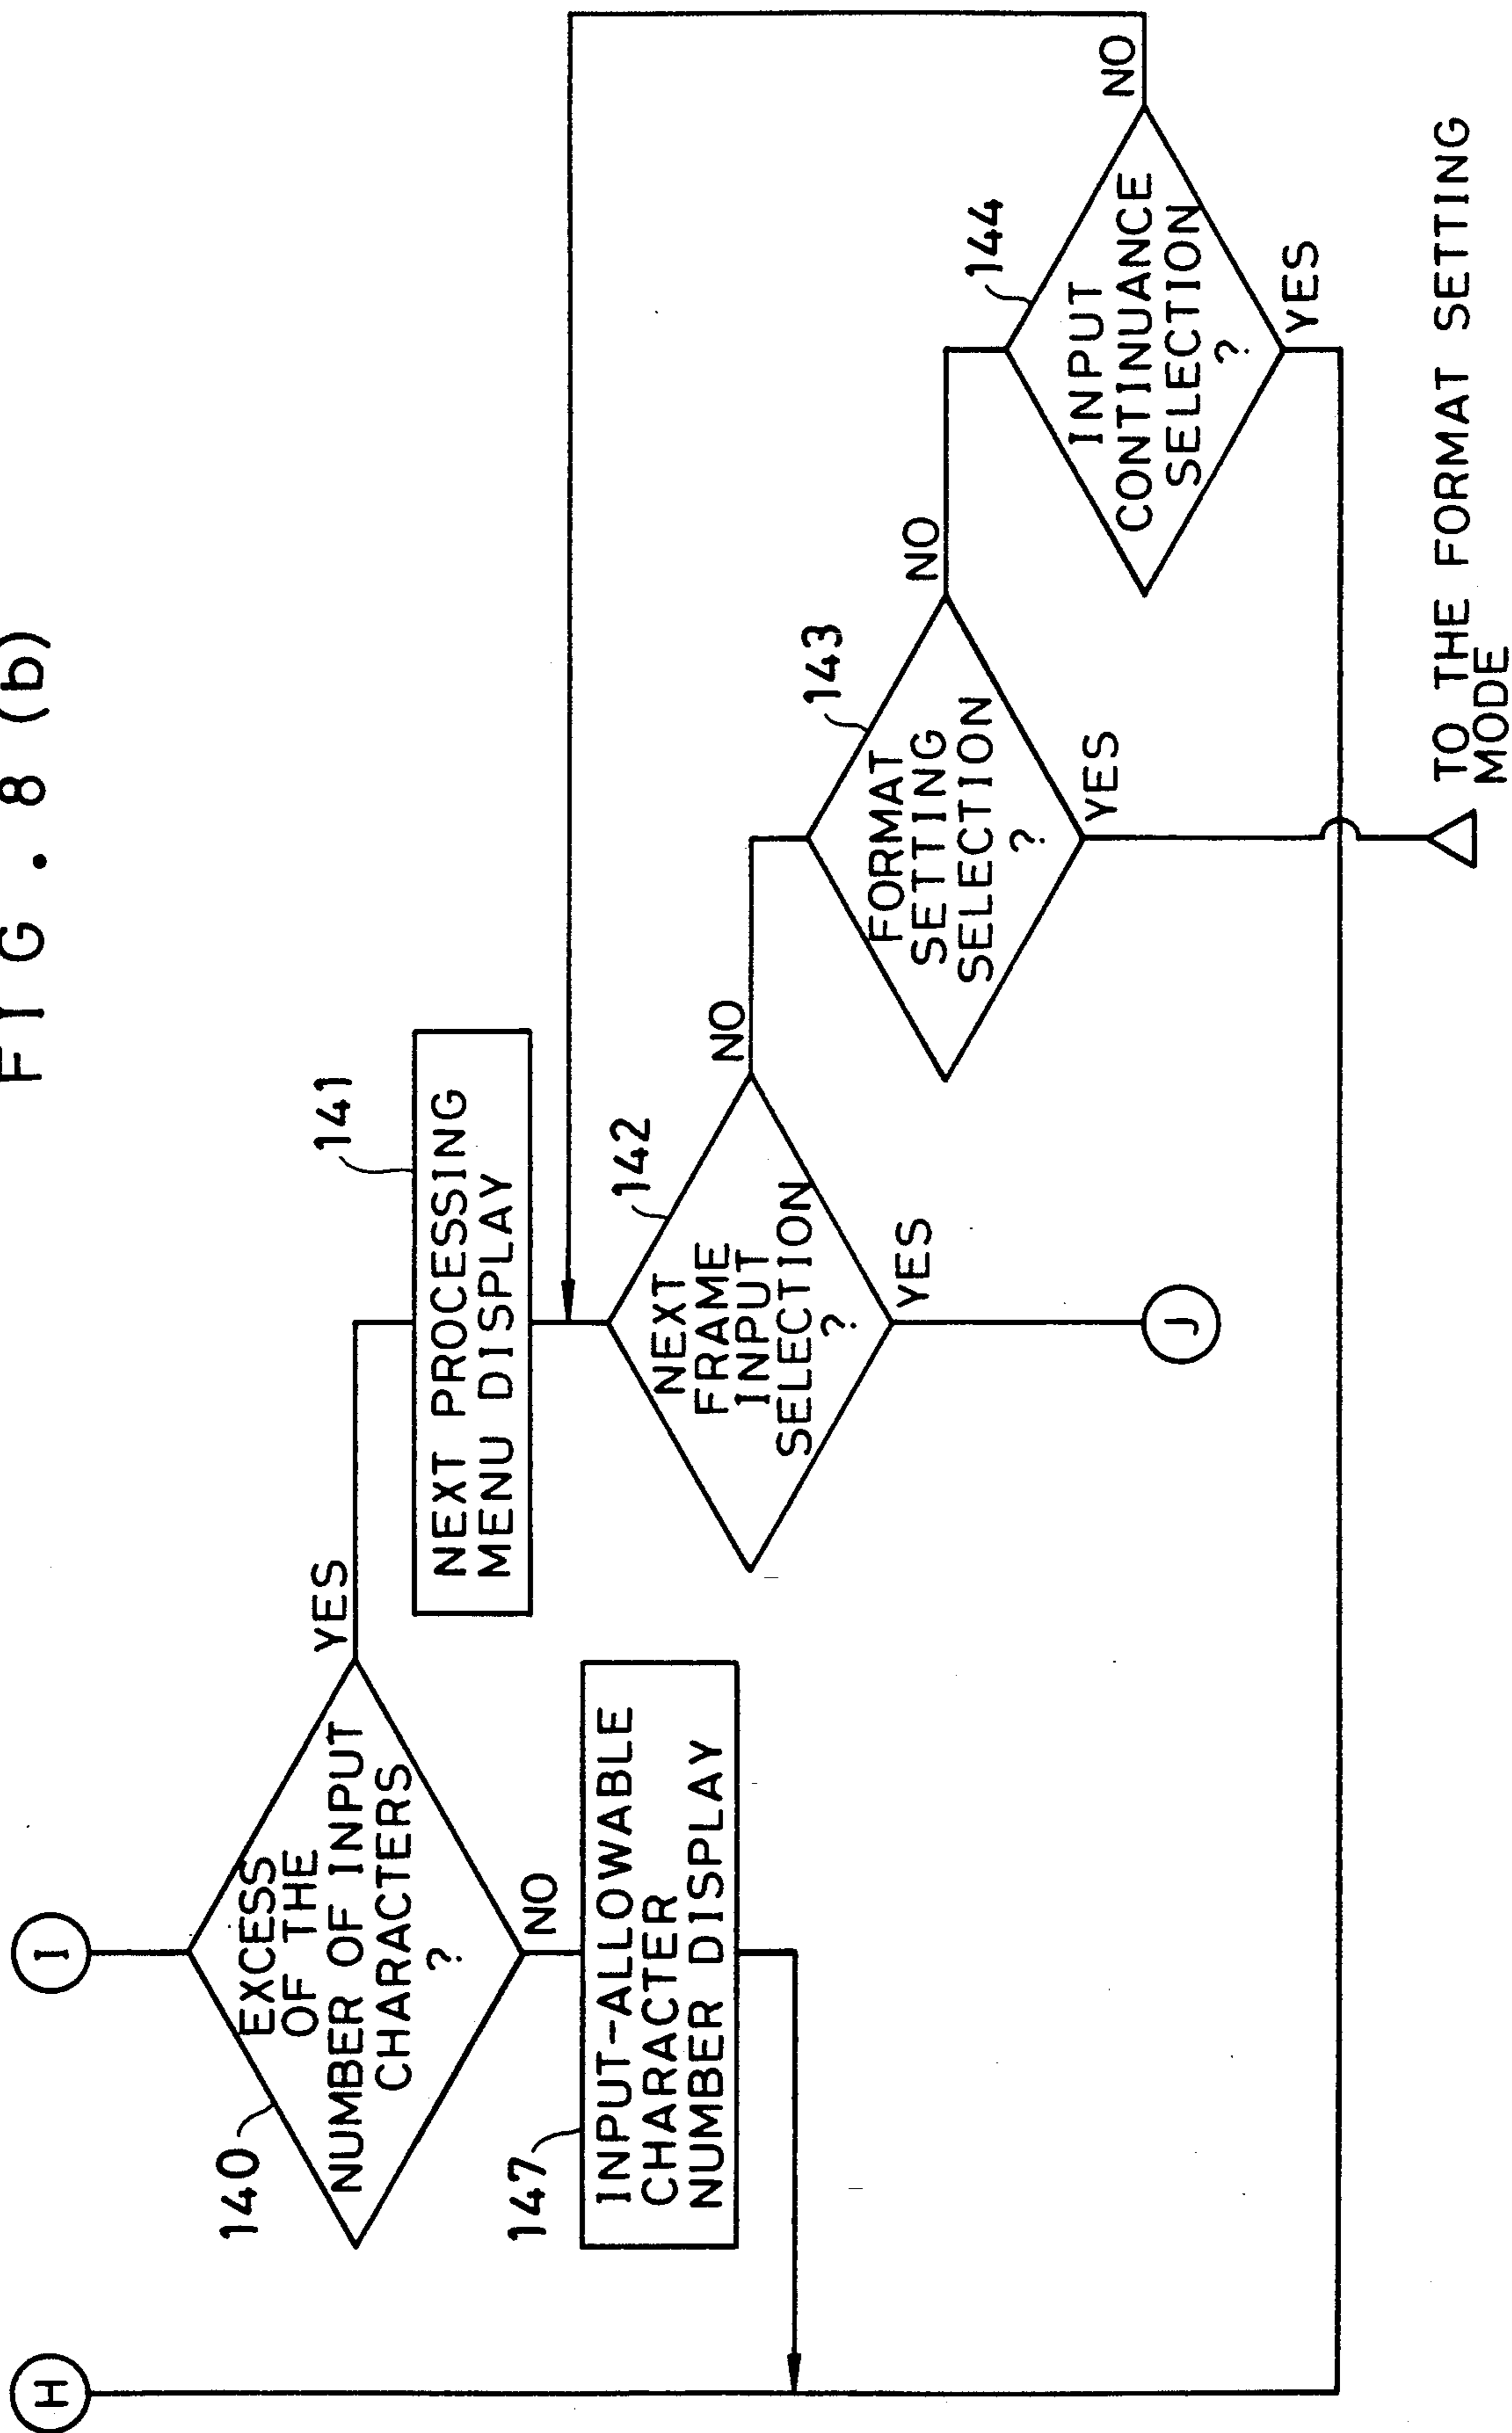 FIG. 8 (b)
H
I
140
EXCESS
OF THE
NUMBER OF INPUT
CHARACTERS
?
YES
NO
147
INPUT-ALLOWABLE
CHARACTER
NUMBER DISPLAY
141
NEXT PROCESSING
MENU DISPLAY
142
NEXT
FRAME
INPUT
SELECTION
?
NO
YES
J
143
FORMAT
SETTING
SELECTION
?
NO
YES
144
INPUT
CONTINUANCE
SELECTION
?
NO
YES
TO THE FORMAT SETTING
MODE